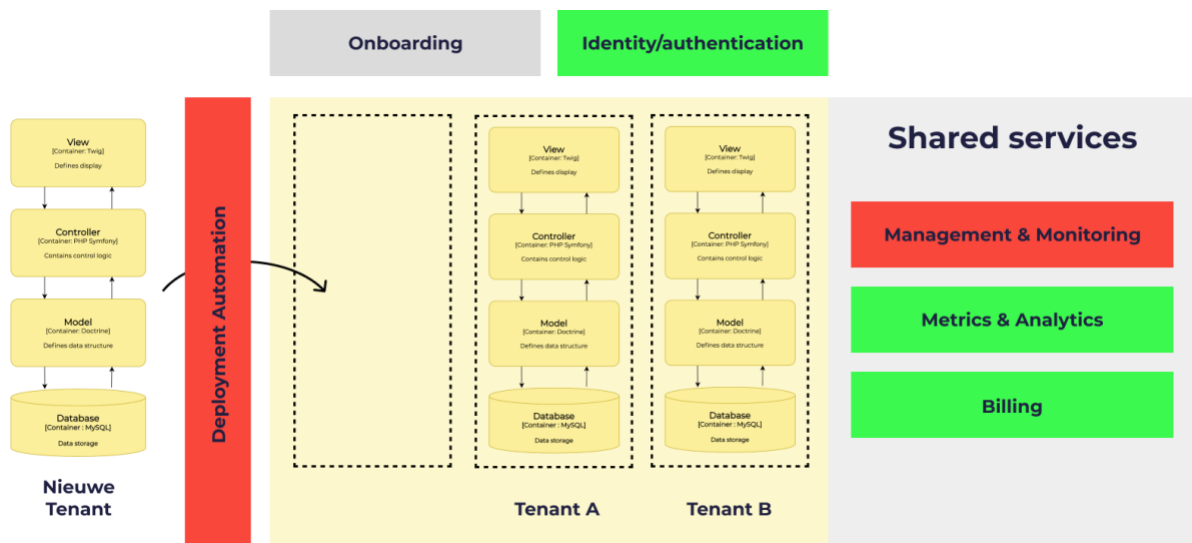 Onboarding
Identity/authentication
View
[Container: Twig]
Defines display
Controller
[Container: PHP Symfony]
Contains control logic
Model
[Container: Doctrine]
Defines data structure
Database
[Container : MySQL]
Data storage
Nieuwe
Tenant
Deployment Automation
View
[Container: Twig]
Defines display
Controller
[Container: PHP Symfony]
Contains control logic
Model
[Container: Doctrine]
Defines data structure
Database
[Container : MySQL]
Data storage
Tenant A
View
[Container: Twig]
Defines display
Controller
[Container: PHP Symfony]
Contains control logic
Model
[Container: Doctrine]
Defines data structure
Database
[Container : MySQL]
Data storage
Tenant B
Shared services
Management & Monitoring
Metrics & Analytics
Billing